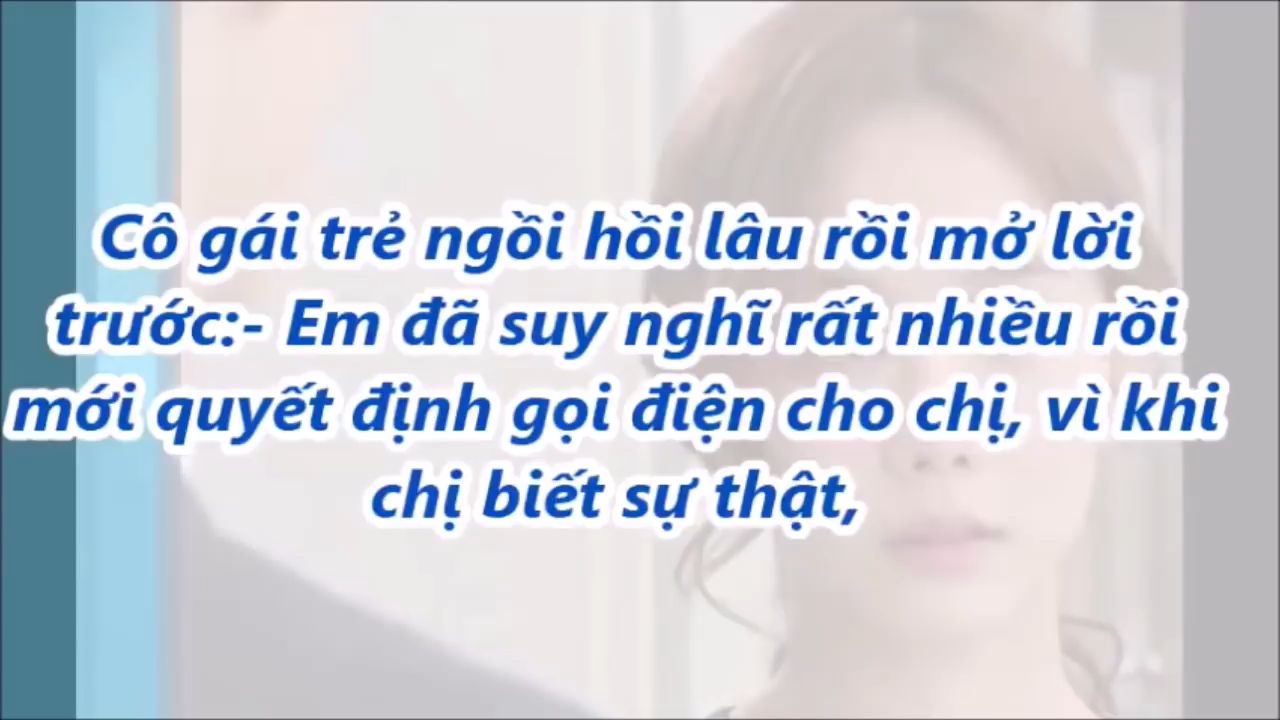 Cô gái trẻ ngồi hồi lâu rồi mở lời
trước:- Em đã suy nghĩ rất nhiều rồi
mới quyết định gọi điện cho chị, vì khi
chị biết sự thật,